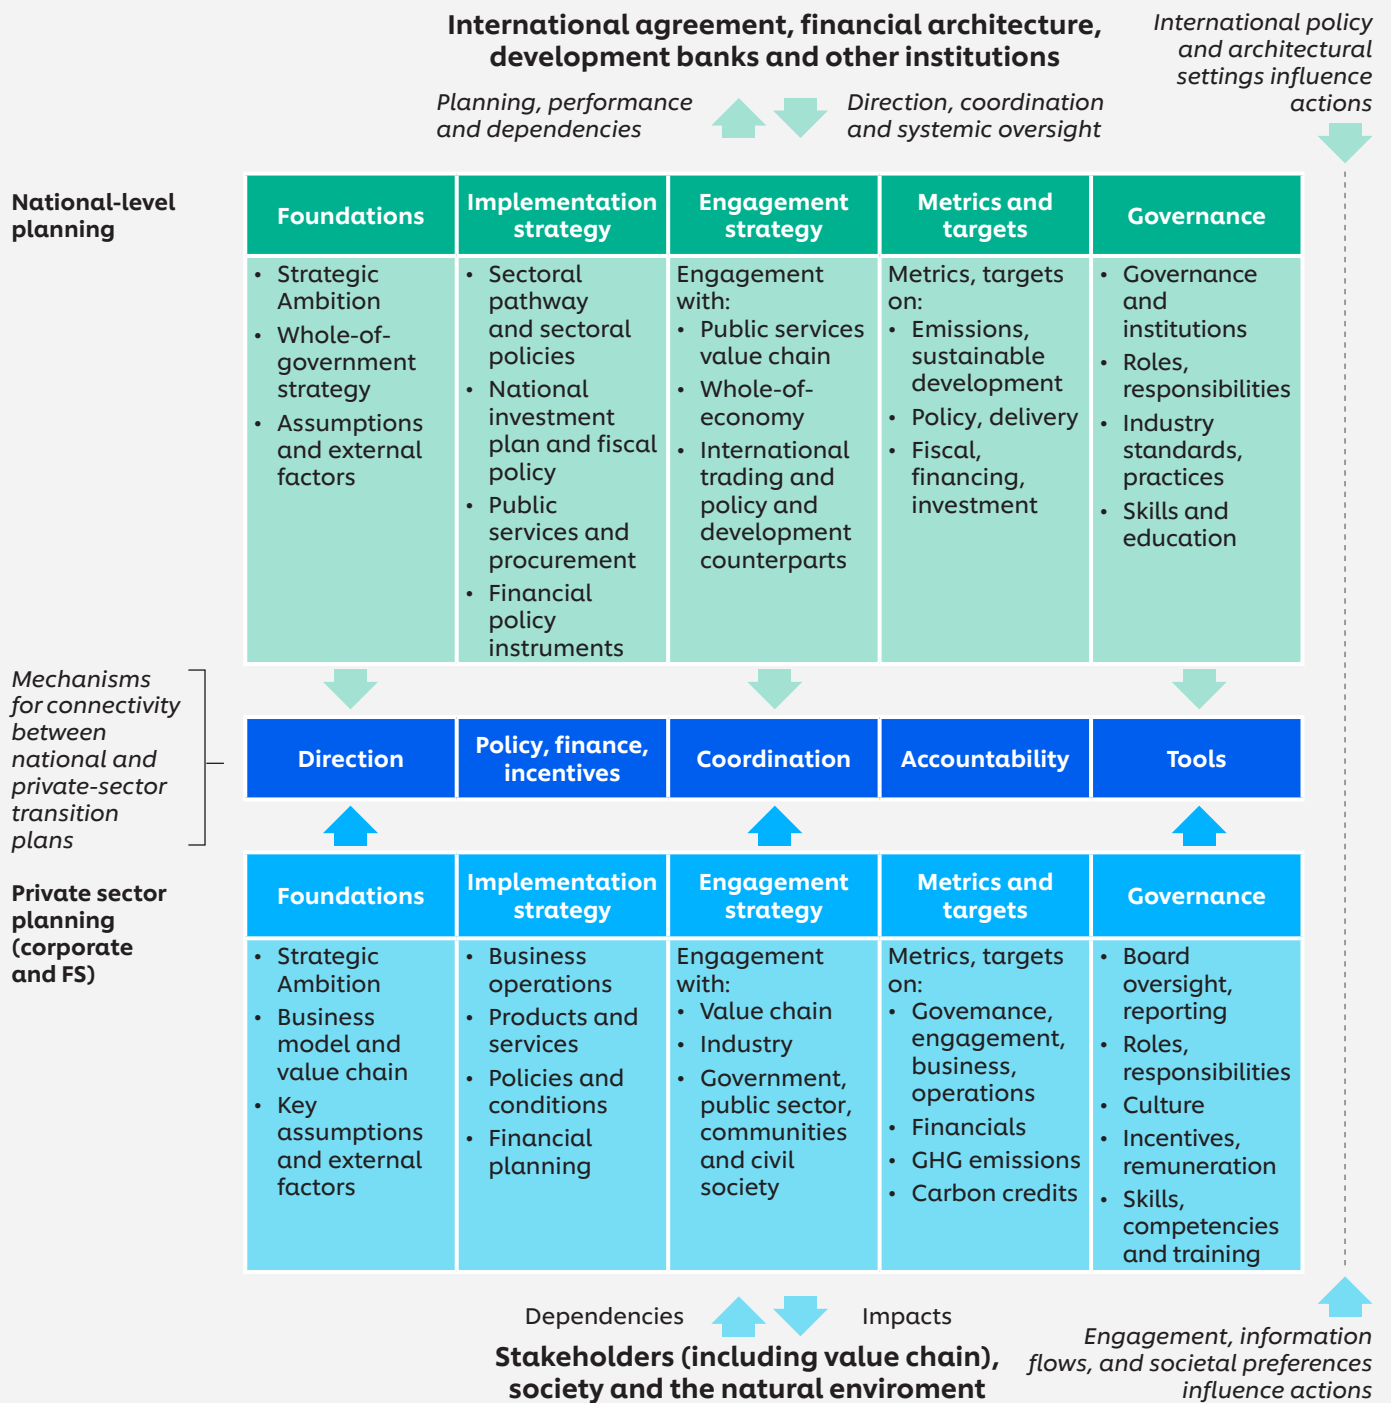 International agreement, financial architecture,
development banks and other institutions
International policy
and architectural
settings influence
actions
Planning, performance
and dependencies
Direction, coordination
and systemic oversight
National-level
planning
Foundations
Implementation
strategy
Engagement
strategy
Metrics and
targets
Governance
• Strategic
Ambition
• Whole-of-
government
strategy
• Assumptions
and external
factors
• Sectoral
pathway
and sectoral
policies
• National
investment
plan and fiscal
policy
• Public
services and
procurement
• Financial
policy
instruments
Engagement
with:
• Public services
value chain
• Whole-of-
economy
• International
trading and
policy and
development
counterparts
Metrics, targets
on:
• Emissions,
sustainable
development
• Policy, delivery
• Fiscal,
financing,
investment
• Governance
and
institutions
• Roles,
responsibilities
• Industry
standards,
practices
• Skills and
education
Mechanisms
for connectivity
between
national and
private-sector
transition
plans
Direction
Policy, finance,
incentives
Coordination
Accountability
Tools
Private sector
planning
(corporate
and FS)
Foundations
Implementation
strategy
Engagement
strategy
Metrics and
targets
Governance
• Strategic
Ambition
• Business
model and
value chain
• Key
assumptions
and external
factors
• Business
operations
• Products and
services
• Policies and
conditions
• Financial
planning
Engagement
with:
• Value chain
• Industry
• Government,
public sector,
communities
and civil
society
Metrics, targets
on:
• Govemance,
engagement,
business,
operations
• Financials
• GHG emissions
• Carbon credits
• Board
oversight,
reporting
• Roles,
responsibilities
• Culture
• Incentives,
remuneration
• Skills,
competencies
and training
Dependencies
Impacts
Stakeholders (including value chain),
society and the natural enviroment
Engagement, information
flows, and societal preferences
influence actions